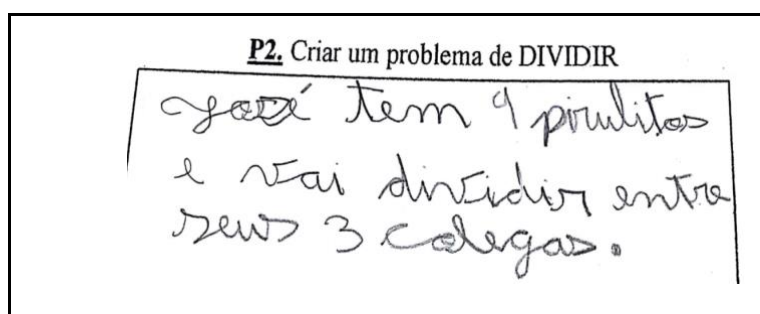 P2. Criar um problema de DIVIDIR
José tem 9 pirulitos
e vai dividir entre
seus 3 colegas.